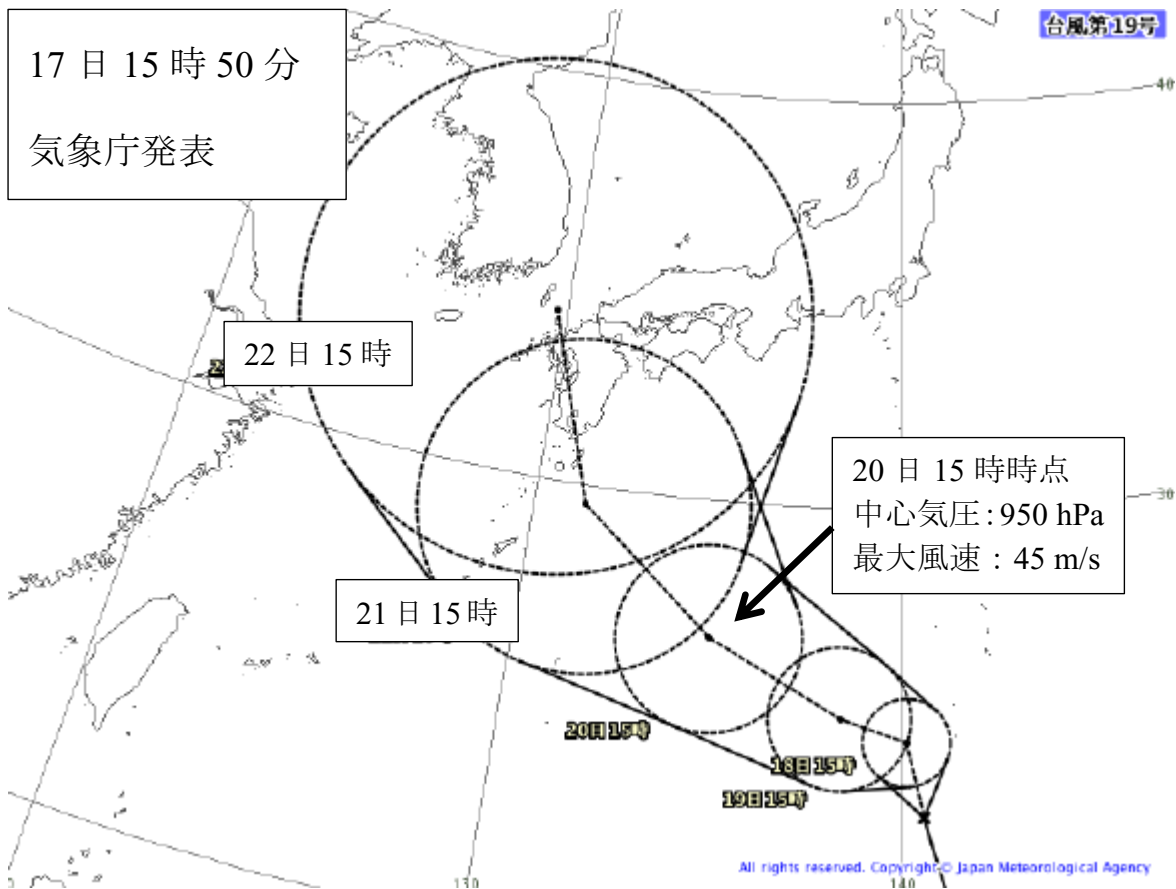 17 日 15 時 50 分
気象庁発表
台風第19号
40
22 日 15 時
20 日 15 時時点
中心気圧：950 hPa
最大風速：45 m/s
30
21 日 15 時
20日15時
18日15時
19日15時
All rights reserved. Copyright © Japan Meteorological Agency
130
140